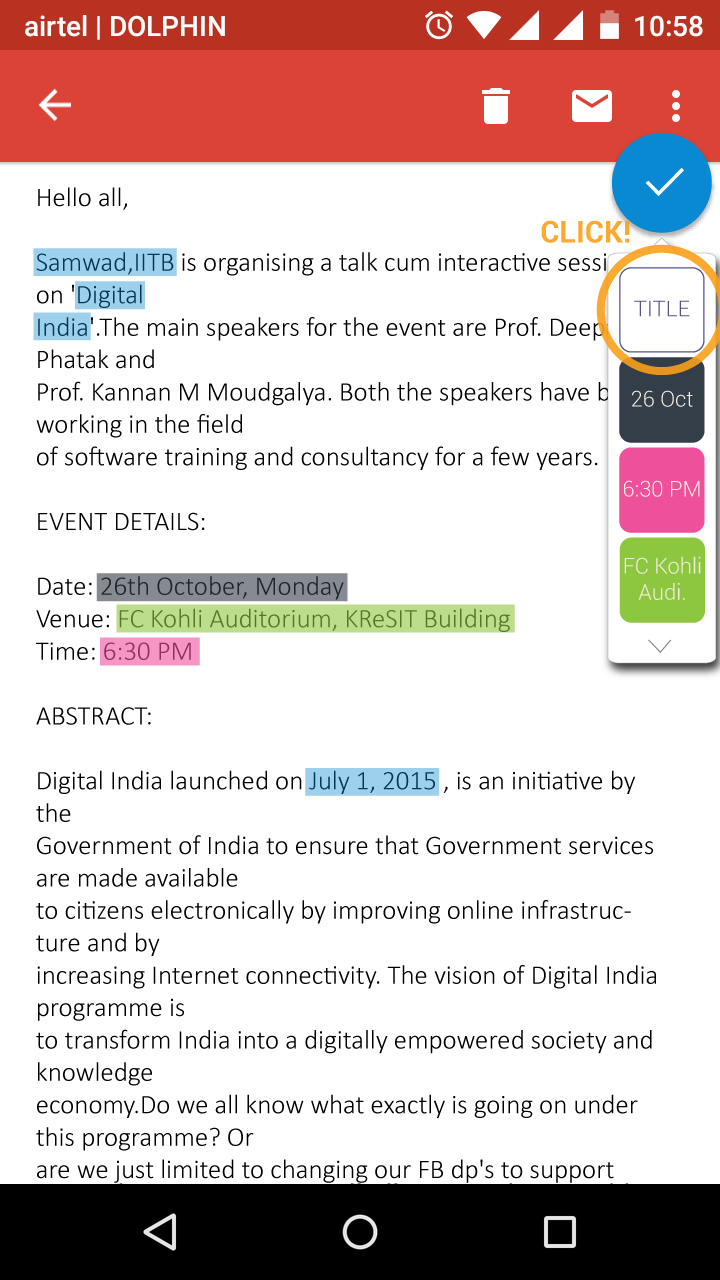 airtel | DOLPHIN
10:58
Hello all,
CLICK!
Samwad,IITB is organising a talk cum interactive sessi
on 'Digital
India'.The main speakers for the event are Prof. Deep
Phatak and
Prof. Kannan M Moudgalya. Both the speakers have b
working in the field
of software training and consultancy for a few years.
TITLE
26 Oct
6:30 PM
FC Kohli
Audi.
EVENT DETAILS:
Date: 26th October, Monday
Venue: FC Kohli Auditorium, KReSIT Building
Time: 6:30 PM
ABSTRACT:
Digital India launched on July 1, 2015 , is an initiative by
the
Government of India to ensure that Government services
are made available
to citizens electronically by improving online infrastruc-
ture and by
increasing Internet connectivity. The vision of Digital India
programme is
to transform India into a digitally empowered society and
knowledge
economy.Do we all know what exactly is going on under
this programme? Or
are we just limited to changing our FB dp's to support